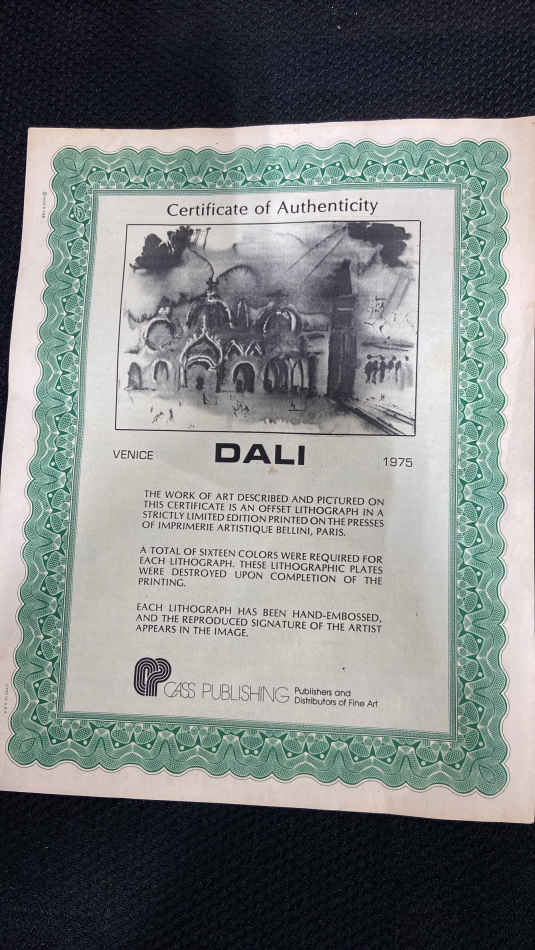 Certificate of Authenticity
VENICE DALI 1975
THE WORK OF ART DESCRIBED AND PICTURED ON
THIS CERTIFICATE IS AN OFFSET LITHOGRAPH IN A
STRICTLY LIMITED EDITION PRINTED ON THE PRESSES
OF IMPRIMERIE ARTISTIQUE BELLINI, PARIS.
A TOTAL OF SIXTEEN COLORS WERE REQUIRED FOR
EACH LITHOGRAPH. THESE LITHOGRAPHIC PLATES
WERE DESTROYED UPON COMPLETION OF THE
PRINTING.
EACH LITHOGRAPH HAS BEEN HAND-EMBOSSED,
AND THE REPRODUCED SIGNATURE OF THE ARTIST
APPEARS IN THE IMAGE.
CASS PUBLISHING Publishers and
Distributors of Fine Art